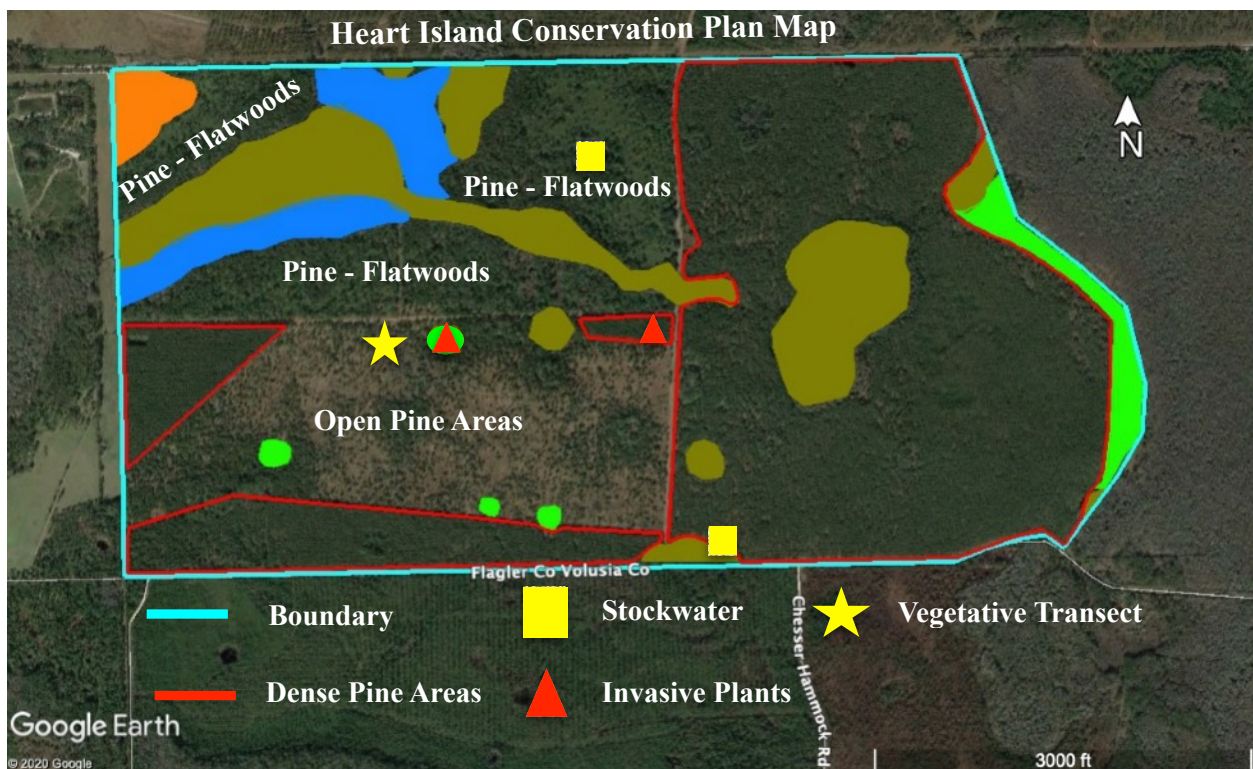 Heart Island Conservation Plan Map
Pine - Flatwoods
N
Pine - Flatwoods
Pine - Flatwoods
Open Pine Areas
Flagler Co Volusia Co
Boundary
Stockwater
Vegetative Transect
Dense Pine Areas
Invasive Plants
Chesser Hammock Rd
Google Earth
© 2020 Google
3000 ft